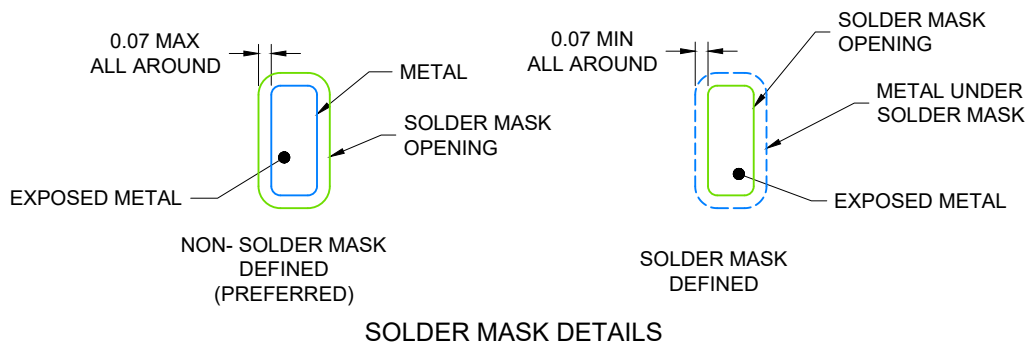 0.07 MAX
ALL AROUND
METAL
SOLDER MASK
OPENING
EXPOSED METAL
NON- SOLDER MASK
DEFINED
(PREFERRED)
0.07 MIN
ALL AROUND
SOLDER MASK
OPENING
METAL UNDER
SOLDER MASK
EXPOSED METAL
SOLDER MASK
DEFINED
SOLDER MASK DETAILS